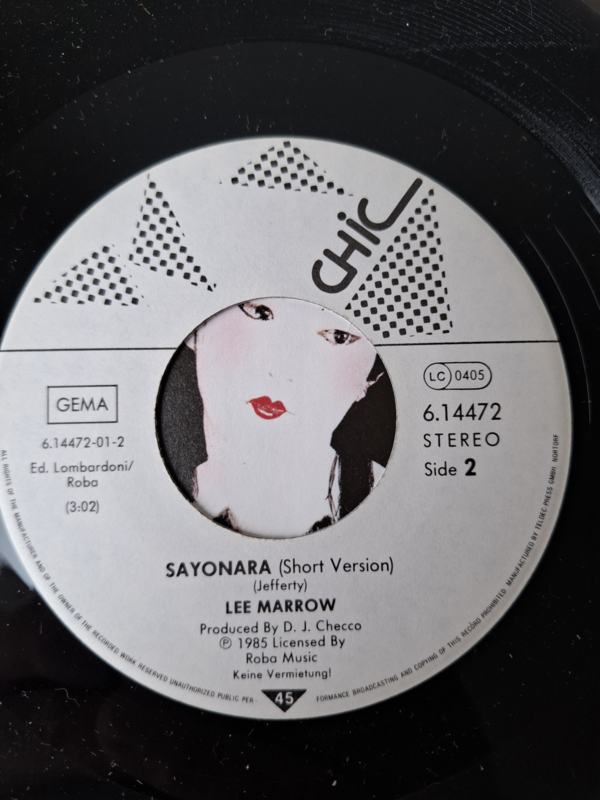 CHiC
GEMA
6.14472-01-2
Ed. Lombardoni/
Roba
(3:02)
LC 0405
6.14472
STEREO
Side 2
SAYONARA (Short Version)
(Jefferty)
LEE MARROW
Produced By D. J. Checco
℗ 1985 Licensed By
Roba Music
Keine Vermietung!
45
ALL RIGHTS OF THE MANUFACTURER AND OF THE OWNER OF THE RECORDED WORK RESERVED UNAUTHORIZED PUBLIC PER- FORMANCE BROADCASTING AND COPYING OF THIS RECORD PROHIBITED MANUFACTURED BY TELDEC-PRESS GMBH. NORTORF